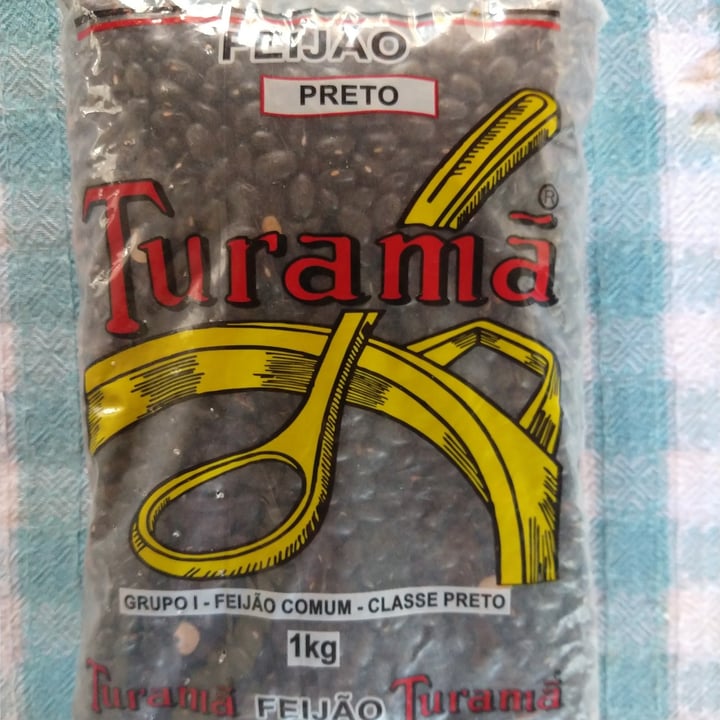 FEIJÃO
PRETO
Turamã ®
GRUPO I - FEIJÃO COMUM - CLASSE PRETO
1kg
Turamã FEIJÃO Turamã